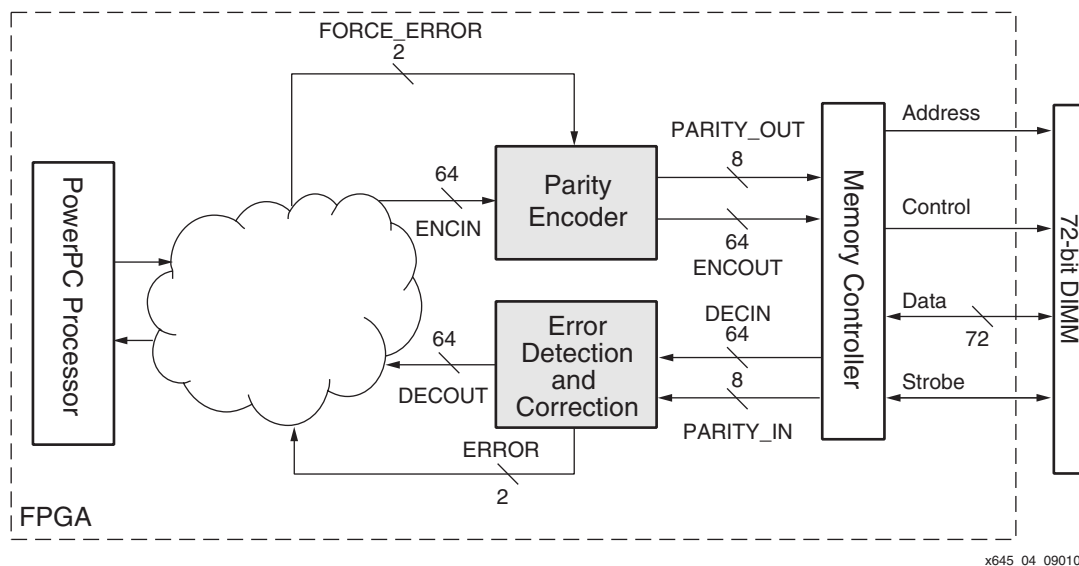 FORCE_ERROR
2
PowerPC Processor
64
ENCIN
Parity
Encoder
PARITY_OUT
8
64
ENCOUT
Memory Controller
Address
Control
Data
72
Strobe
72-bit DIMM
64
DECOUT
Error
Detection
and
Correction
DECIN
64
8
PARITY_IN
ERROR
2
FPGA
x645_04_09010